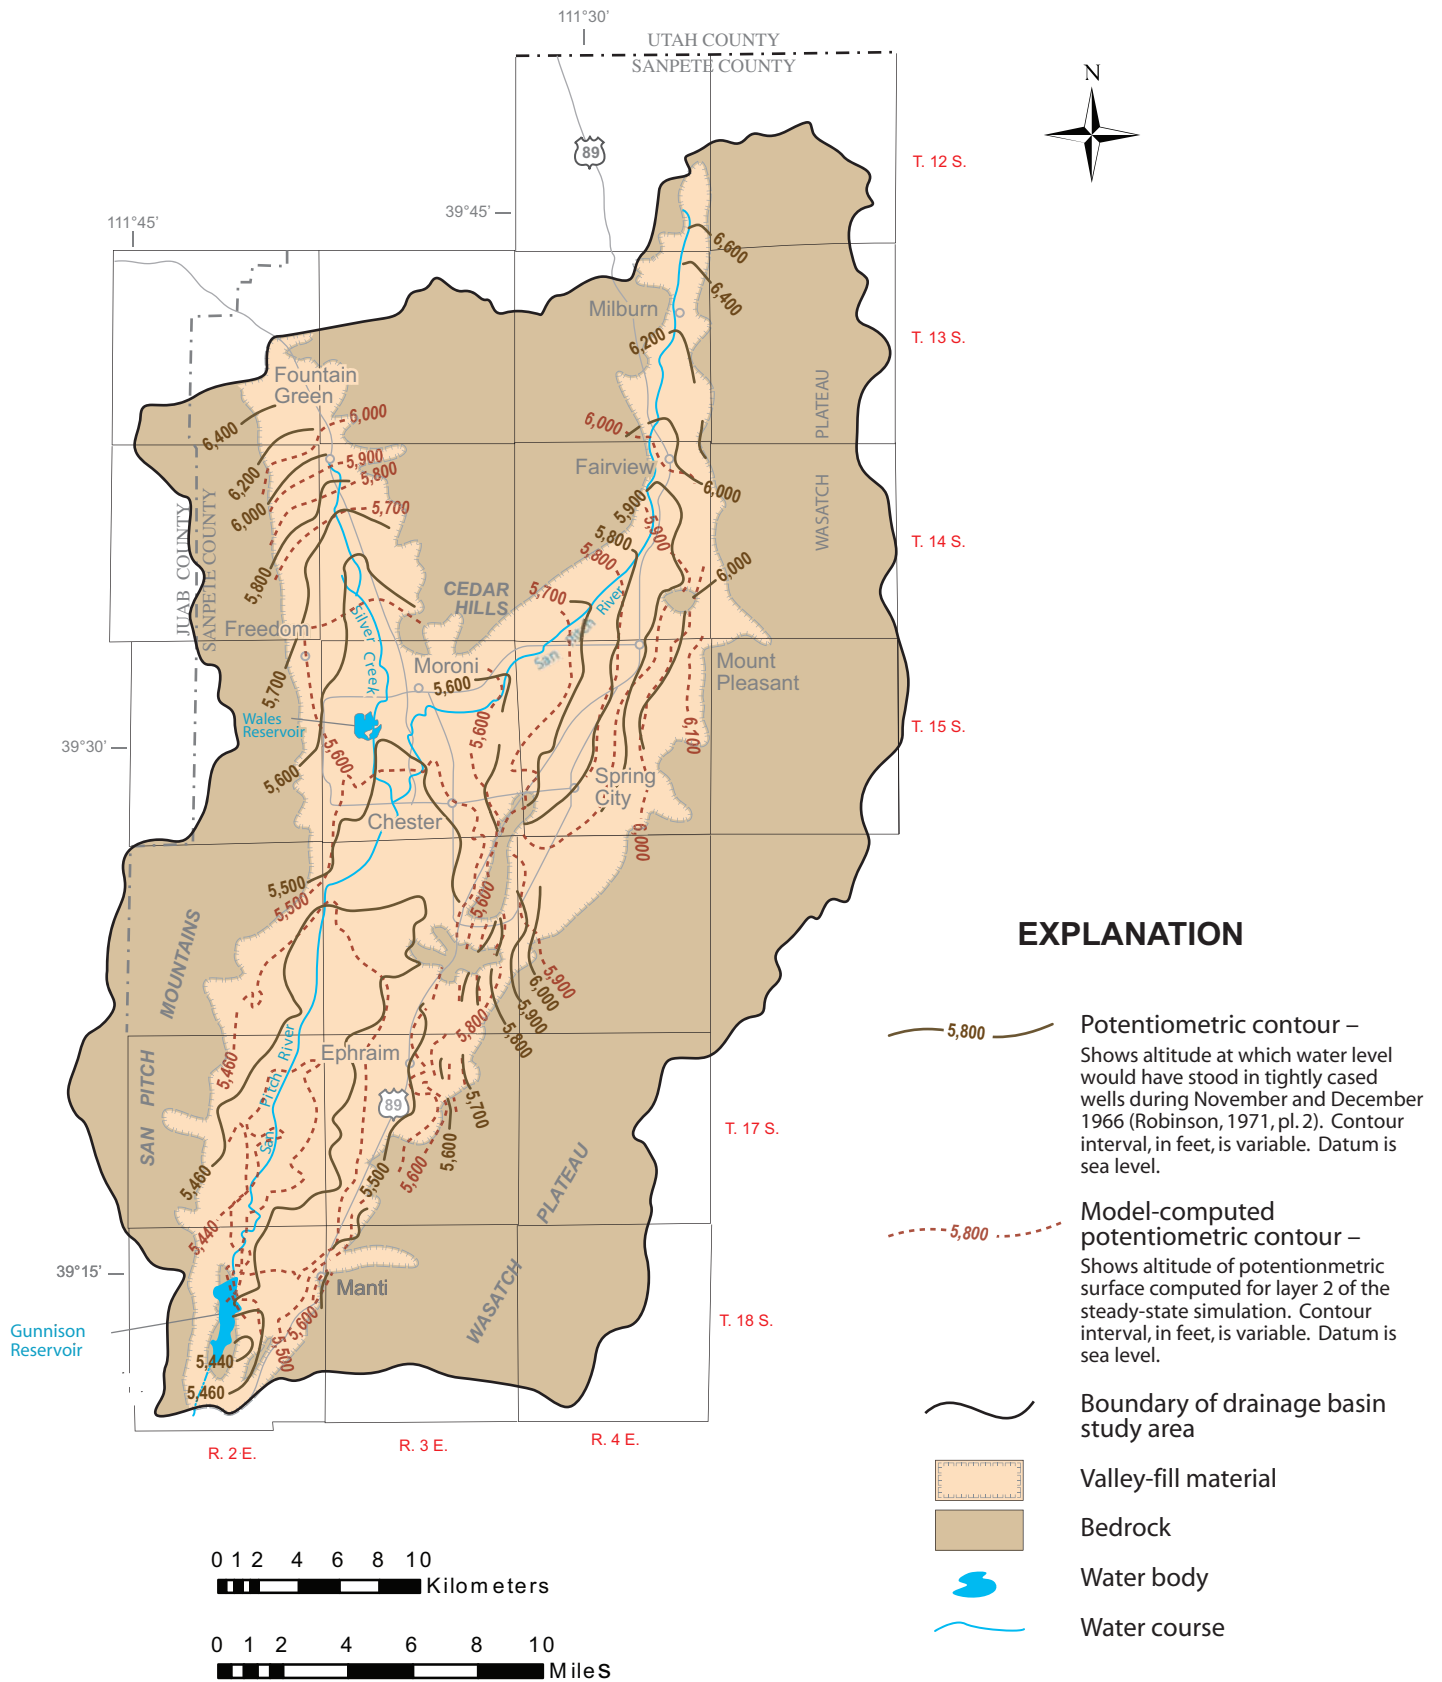 111°30'
UTAH COUNTY
SANPETE COUNTY
N
89
T. 12 S.
39°45'
111°45'
6,600
6,400
Milburn
6,200
T. 13 S.
Fountain
Green
WASATCH PLATEAU
6,400
6,000
6,000
5,900
5,800
Fairview
6,200
6,000
6,000
5,700
5,900
5,900
5,800
5,800
T. 14 S.
JUAB COUNTY
SANPETE COUNTY
6,000
5,800
CEDAR
HILLS
5,700
Silver Creek
San Pitch River
Freedom
Moroni
Mount
Pleasant
5,700
5,600
Wales
Reservoir
5,600
6,100
T. 15 S.
39°30'
5,600
5,600
Spring
City
Chester
6,000
5,500
5,500
5,600
SAN PITCH MOUNTAINS
EXPLANATION
5,900
6,000
5,900
5,800
5,800
5,800
Potentiometric contour –
Shows altitude at which water level
would have stood in tightly cased
wells during November and December
1966 (Robinson, 1971, pl. 2). Contour
interval, in feet, is variable. Datum is
sea level.
5,460
San Pitch River
Ephraim
89
5,700
5,600
T. 17 S.
5,460
5,500
5,600
WASATCH PLATEAU
5,440
5,800
Model-computed
potentiometric contour –
Shows altitude of potentionmetric
surface computed for layer 2 of the
steady-state simulation. Contour
interval, in feet, is variable. Datum is
sea level.
39°15'
Manti
Gunnison
Reservoir
5,600
5,500
T. 18 S.
5,440
5,460
Boundary of drainage basin
study area
R. 2 E.
R. 3 E.
R. 4 E.
Valley-fill material
Bedrock
Water body
Water course
0 1 2 4 6 8 10
Kilometers
0 1 2 4 6 8 10
Miles